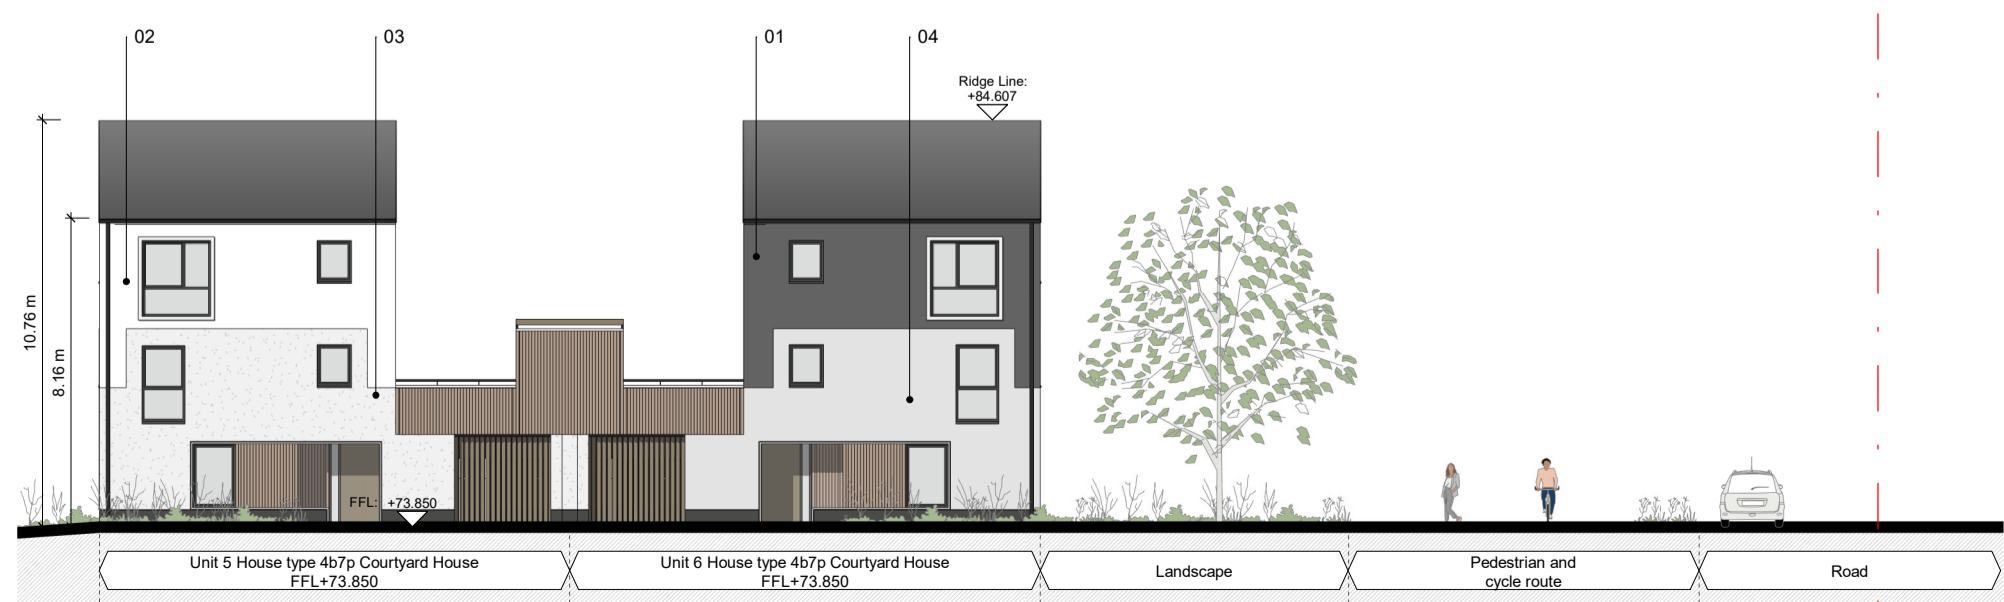 02
03
01
04
Ridge Line:
+84.607
10.76 m
8.16 m
FFL: +73.850
Unit 5 House type 4b7p Courtyard House
FFL+73.850
Unit 6 House type 4b7p Courtyard House
FFL+73.850
Landscape
Pedestrian and
cycle route
Road